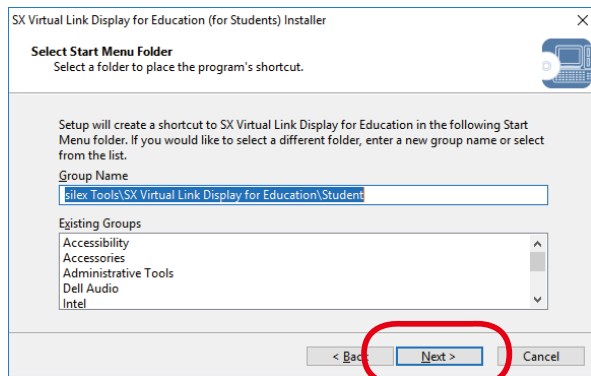 SX Virtual Link Display for Education (for Students) Installer
Select Start Menu Folder
Select a folder to place the program's shortcut.
Setup will create a shortcut to SX Virtual Link Display for Education in the following Start
Menu folder. If you would like to select a different folder, enter a new group name or select
from the list.
Group Name
silex Tools\SX Virtual Link Display for Education\Student
Existing Groups
Accessibility
Accessories
Administrative Tools
Dell Audio
Intel
< Back Next > Cancel